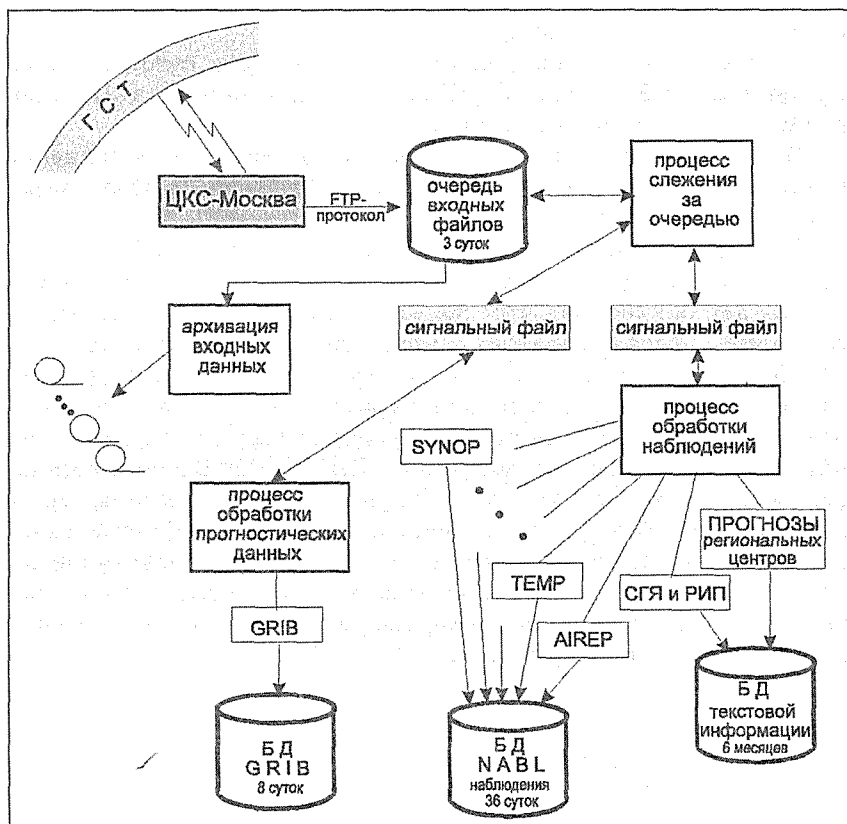 ГСТ
ЦКС-Москва
FTP-
протокол
очередь
входных
файлов
3 суток
процесс
слежения
за
очередью
архивация
входных
данных
сигнальный файл
сигнальный файл
процесс
обработки
наблюдений
SYNOP
процесс
обработки
прогностических
данных
ПРОГНОЗЫ
региональных
центров
TEMP
СГЯ и РИП
GRIB
AIREP
БД
GRIB
8 суток
БД
NABL
наблюдения
36 суток
БД
текстовой
информации
6 месяцев